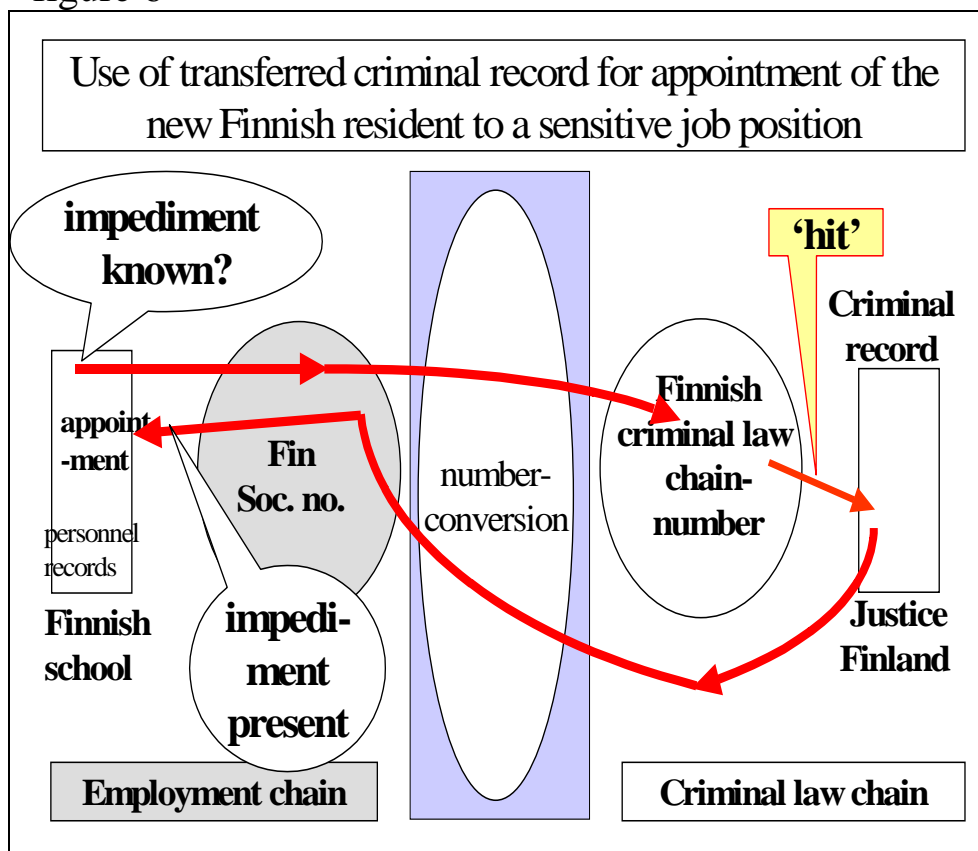 Use of transferred criminal record for appointment of the
new Finnish resident to a sensitive job position
impediment
known?
'hit'
Criminal
record
appoint
-ment
personnel
records
Finnish
school
Fin
Soc. no.
impedi-
ment
present
number-
conversion
Finnish
criminal law
chain-
number
Justice
Finland
Employment chain
Criminal law chain